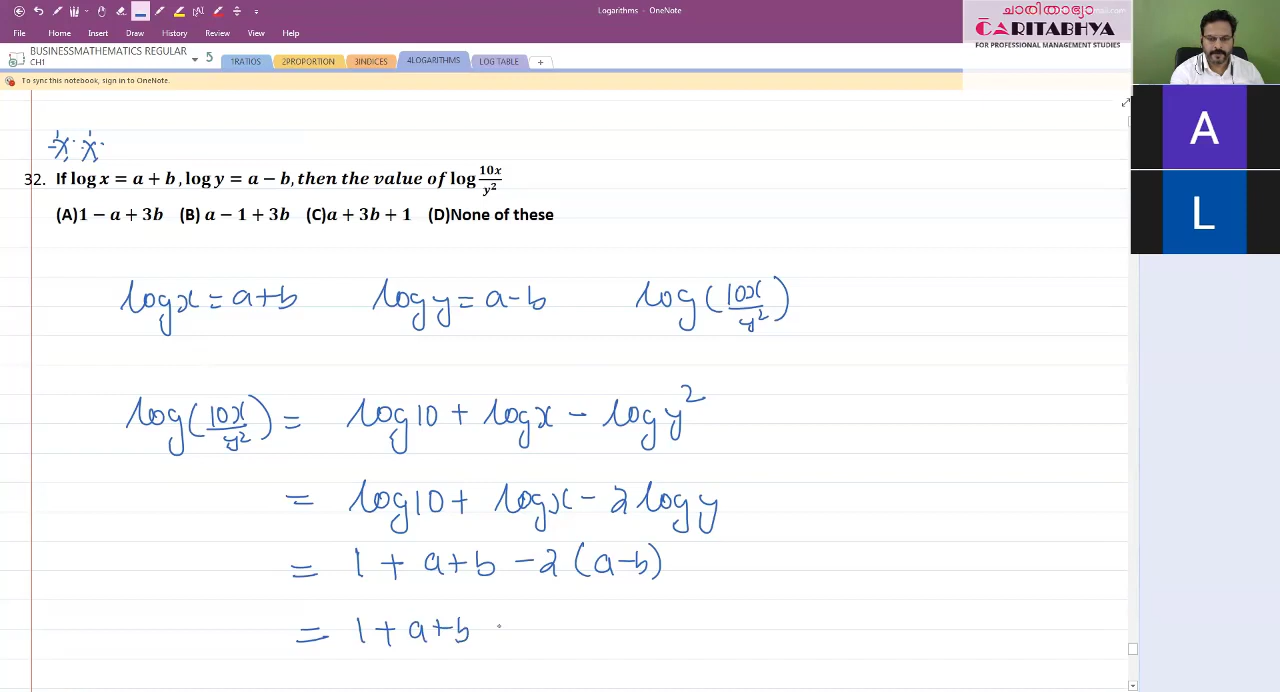 Logarithms - OneNote
ചാരിതാഭ്യാ
CARITABHYA
FOR PROFESSIONAL MANAGEMENT STUDIES
File Home Insert Draw History Review View Help
BUSINESSMATHEMATICS REGULAR
CH1
1RATIOS 2PROPORTION 3INDICES 4LOGARITHMS LOG TABLE +
To sync this notebook, sign in to OneNote.
A
L
32. If log x = a + b , log y = a − b, then the value of log 10x/y²
(A)1 − a + 3b (B) a − 1 + 3b (C)a + 3b + 1 (D)None of these
log x = a+b log y = a-b log(10x/y²)
log(10x/y²) = log 10 + log x - log y²
= log 10 + log x - 2 log y
= 1 + a+b - 2 (a-b)
= 1 + a+b